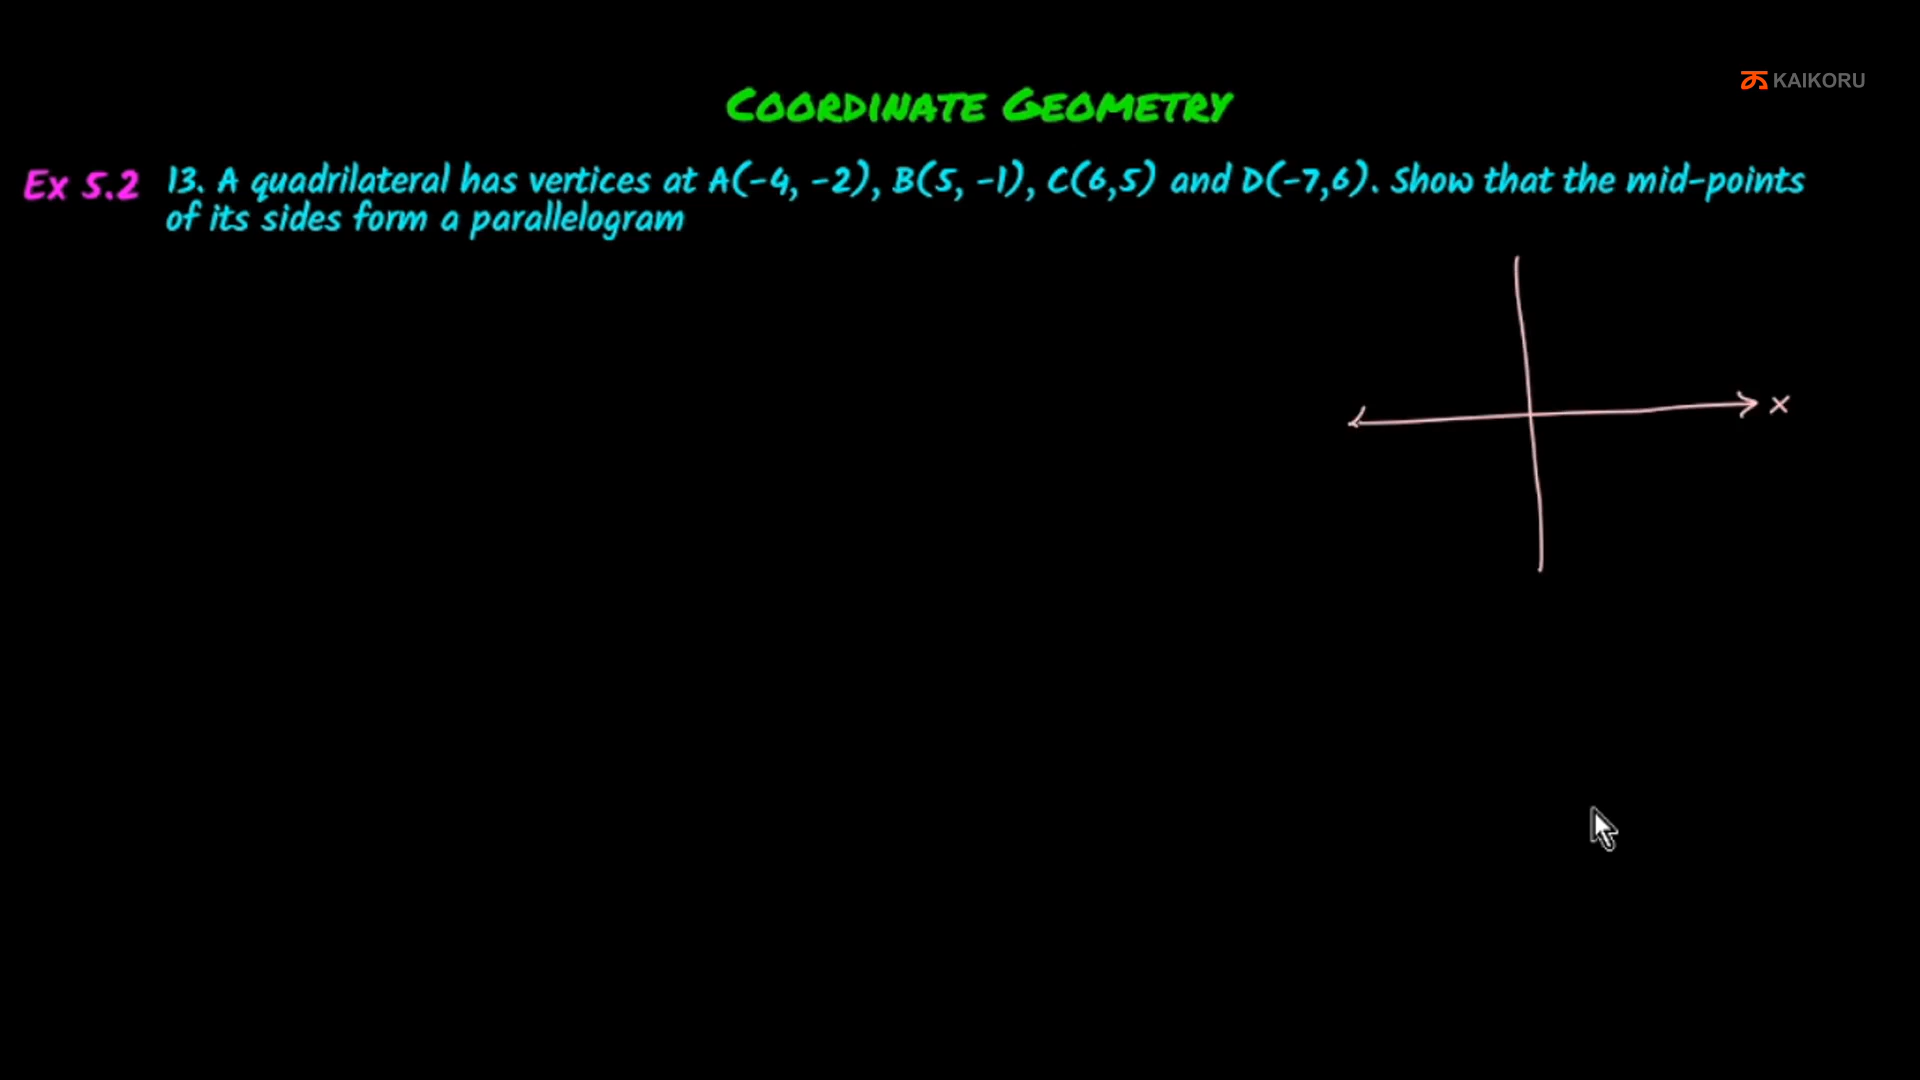 த KAIKORU
COORDINATE GEOMETRY
Ex 5.2 13. A quadrilateral has vertices at A(-4, -2), B(5, -1), C(6,5) and D(-7,6). Show that the mid-points
of its sides form a parallelogram
x